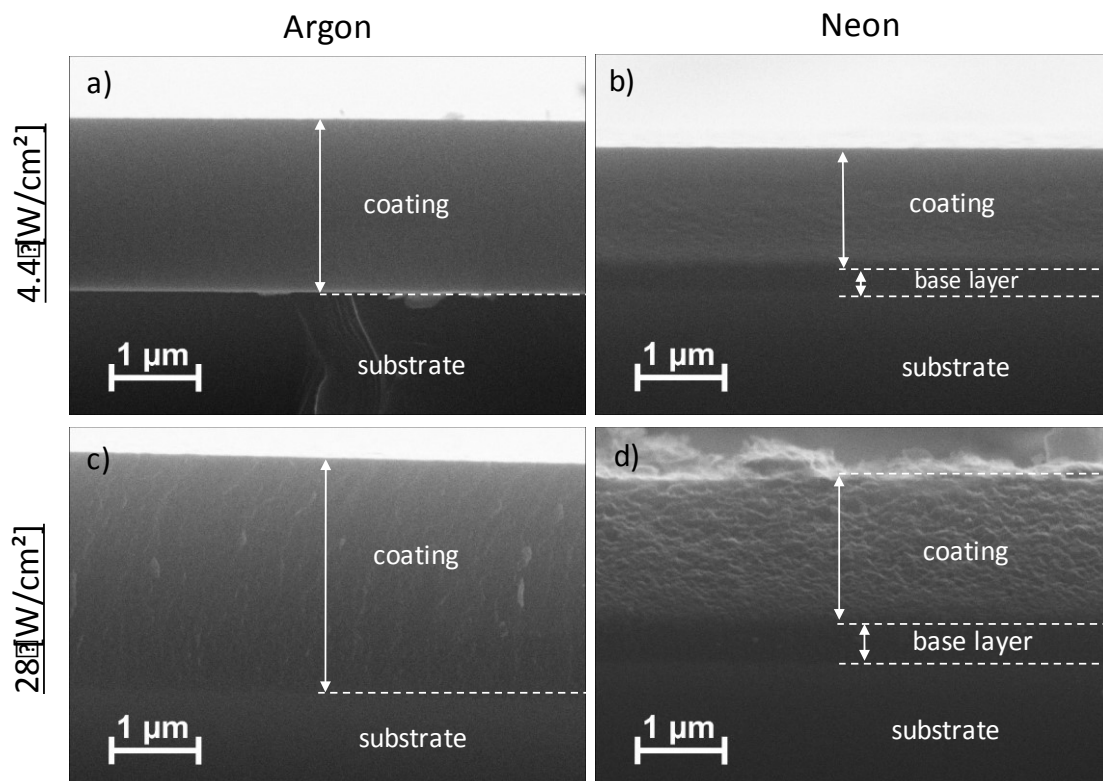 Argon
Neon
4.4 [W/cm²]
a)
coating
substrate
1 µm
b)
coating
base layer
substrate
1 µm
28 [W/cm²]
c)
coating
substrate
1 µm
d)
coating
base layer
substrate
1 µm